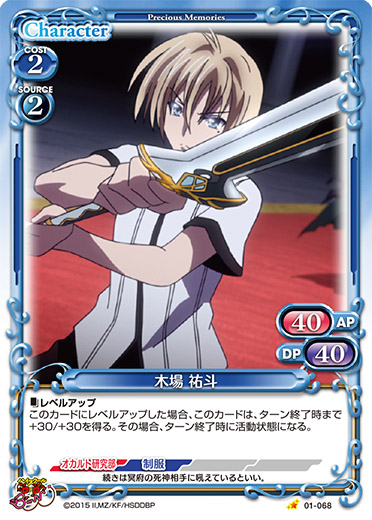 Precious Memories
Character
COST
2
SOURCE
2
40 AP
DP 40
木場 祐斗
レベルアップ
このカードにレベルアップした場合、このカードは、ターン終了時まで
+30/+30を得る。その場合、ターン終了時に活動状態になる。
オカルト研究部 制服
続きは冥府の死神相手に吼えているといい。
©2015 II,MZ/KF/HSDDBP
01-068